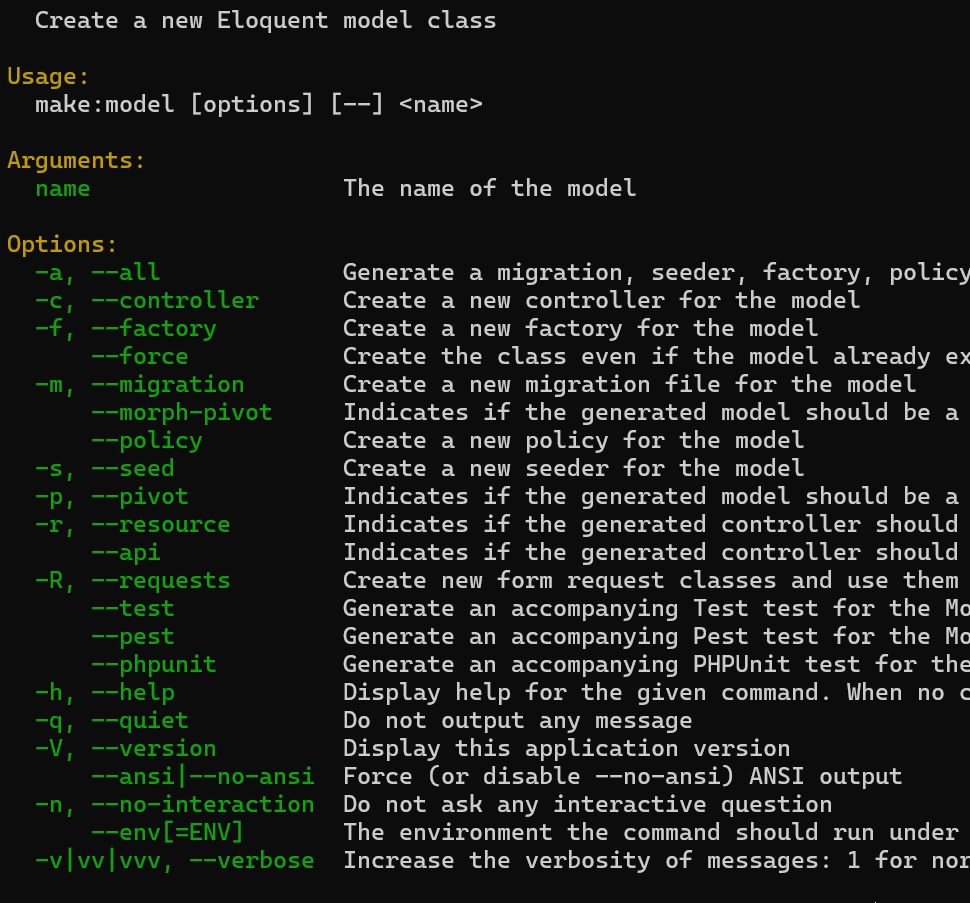 Create a new Eloquent model class
Usage:
make:model [options] [--] <name>
Arguments:
name The name of the model
Options:
-a, --all Generate a migration, seeder, factory, policy
-c, --controller Create a new controller for the model
-f, --factory Create a new factory for the model
--force Create the class even if the model already ex
-m, --migration Create a new migration file for the model
--morph-pivot Indicates if the generated model should be a
--policy Create a new policy for the model
-s, --seed Create a new seeder for the model
-p, --pivot Indicates if the generated model should be a
-r, --resource Indicates if the generated controller should
--api Indicates if the generated controller should
-R, --requests Create new form request classes and use them
--test Generate an accompanying Test test for the Mo
--pest Generate an accompanying Pest test for the Mo
--phpunit Generate an accompanying PHPUnit test for the
-h, --help Display help for the given command. When no c
-q, --quiet Do not output any message
-V, --version Display this application version
--ansi|--no-ansi Force (or disable --no-ansi) ANSI output
-n, --no-interaction Do not ask any interactive question
--env[=ENV] The environment the command should run under
-v|vv|vvv, --verbose Increase the verbosity of messages: 1 for nor